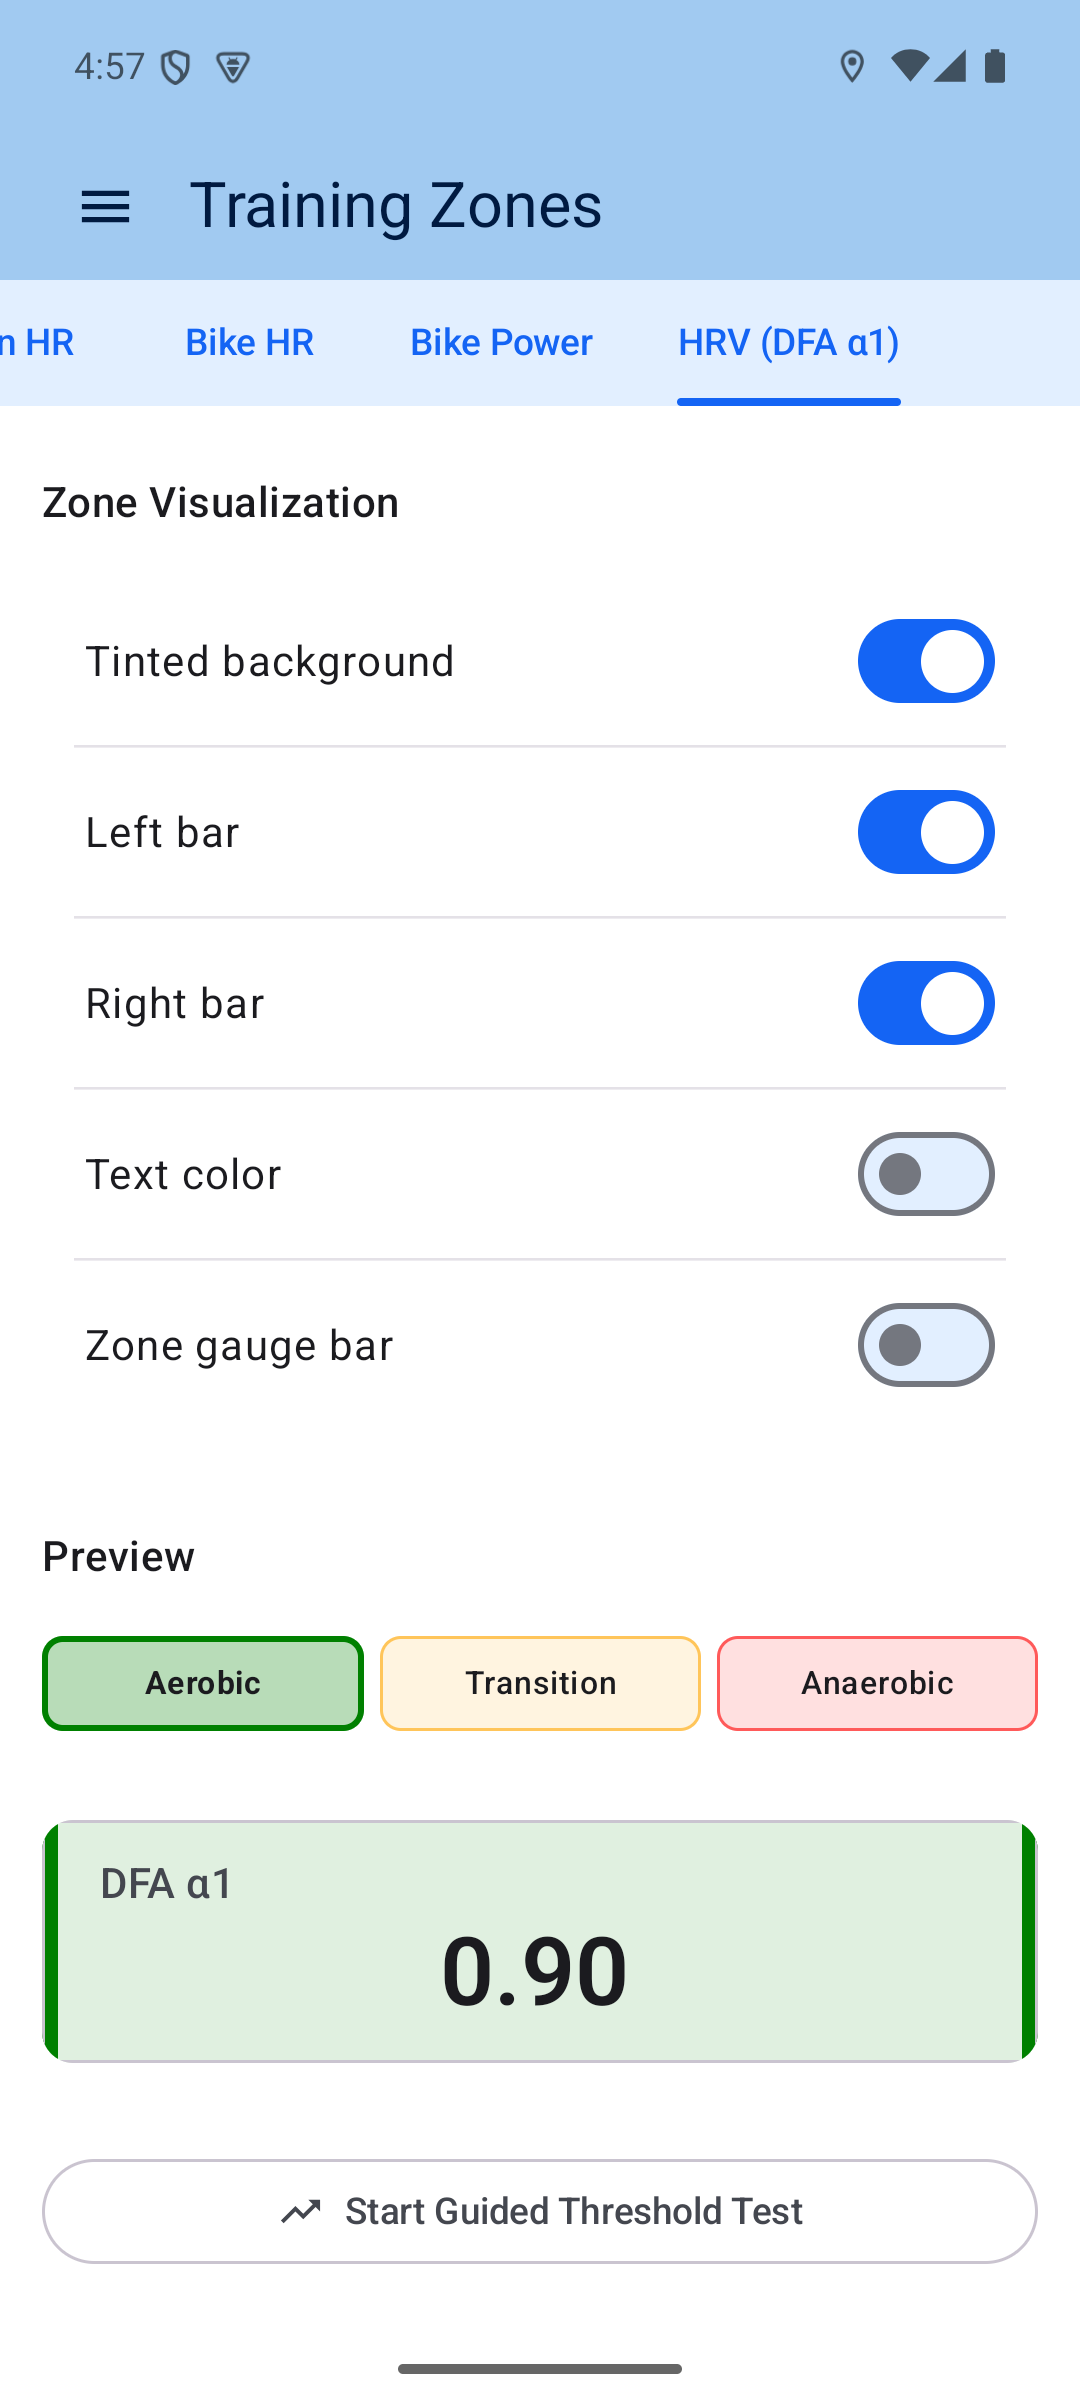 4:57
Training Zones
n HR
Bike HR
Bike Power
HRV (DFA α1)
Zone Visualization
Tinted background
Left bar
Right bar
Text color
Zone gauge bar
Preview
Aerobic
Transition
Anaerobic
DFA α1
0.90
Start Guided Threshold Test